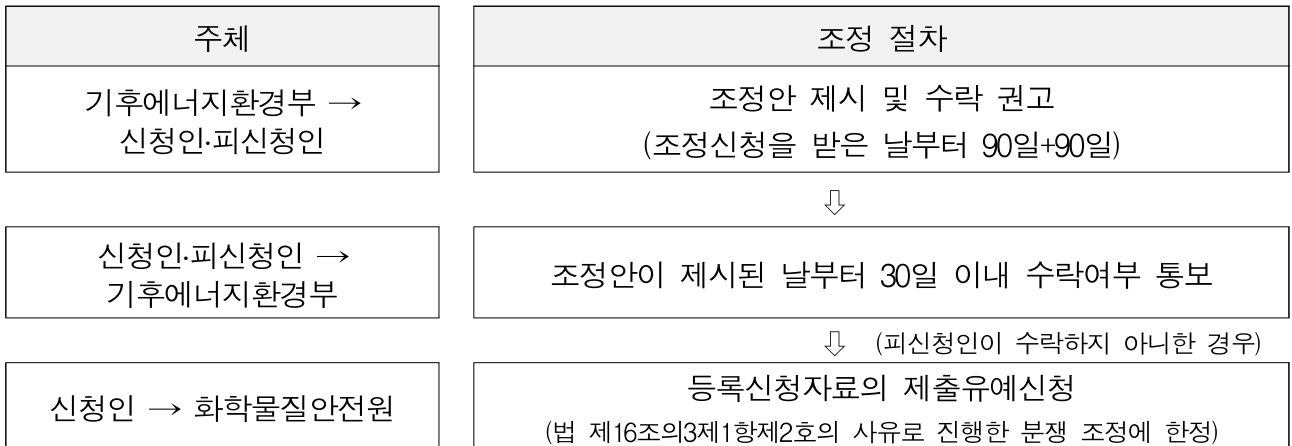 주체
조정 절차
기후에너지환경부 →
신청인·피신청인
조정안 제시 및 수락 권고
(조정신청을 받은 날부터 90일+90일)
⇩
신청인·피신청인 →
기후에너지환경부
조정안이 제시된 날부터 30일 이내 수락여부 통보
⇩ (피신청인이 수락하지 아니한 경우)
신청인 → 화학물질안전원
등록신청자료의 제출유예신청
(법 제16조의3제1항제2호의 사유로 진행한 분쟁 조정에 한정)